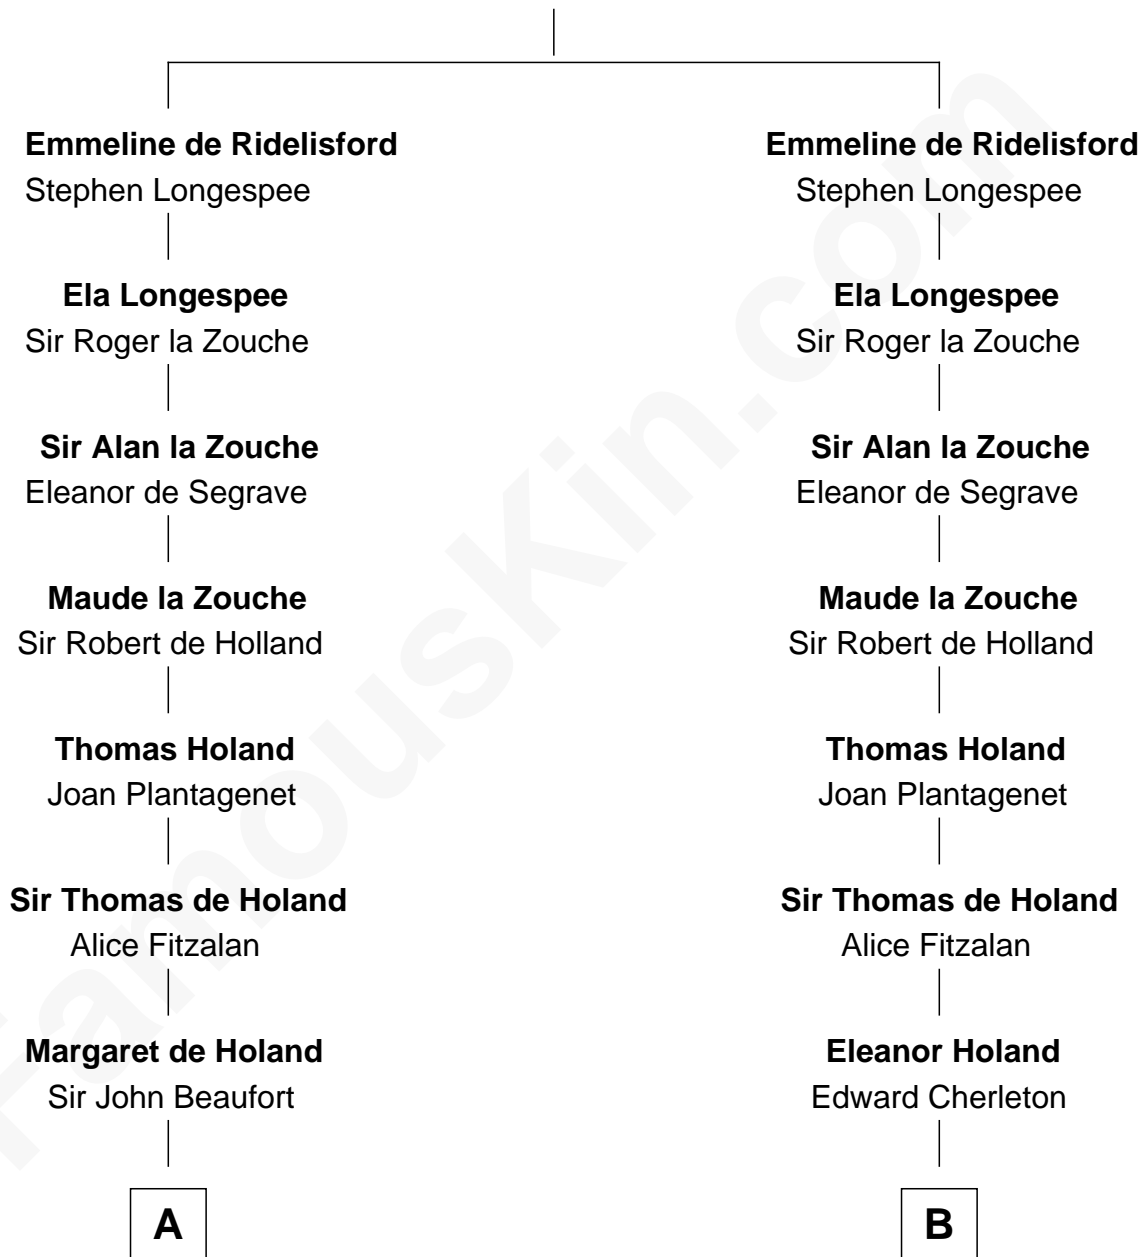 Emmeline de Ridelisford
Stephen Longespee
Ela Longespee
Sir Roger la Zouche
Sir Alan la Zouche
Eleanor de Segrave
Maude la Zouche
Sir Robert de Holland
Thomas Holand
Joan Plantagenet
Sir Thomas de Holand
Alice Fitzalan
Margaret de Holand
Sir John Beaufort
A
Emmeline de Ridelisford
Stephen Longespee
Ela Longespee
Sir Roger la Zouche
Sir Alan la Zouche
Eleanor de Segrave
Maude la Zouche
Sir Robert de Holland
Thomas Holand
Joan Plantagenet
Sir Thomas de Holand
Alice Fitzalan
Eleanor Holand
Edward Cherleton
B
FamousKin.com